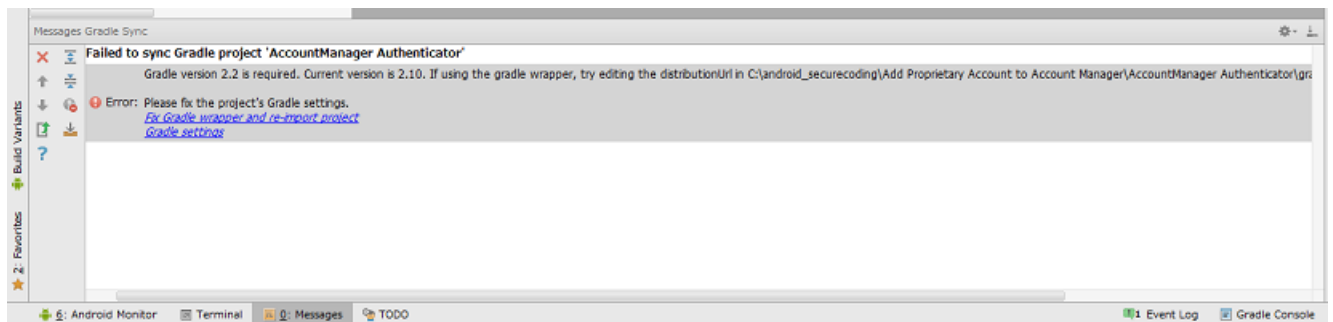 Messages Gradle Sync
Failed to sync Gradle project 'AccountManager Authenticator'
Gradle version 2.2 is required. Current version is 2.10. If using the gradle wrapper, try editing the distributionUrl in C:\android_securecoding\Add Proprietary Account to Account Manager\AccountManager Authenticator\gra
Error: Please fix the project's Gradle settings.
Fix Gradle wrapper and re-import project
Gradle settings
Build Variants
2: Favorites
6: Android Monitor Terminal 0: Messages TODO 1 Event Log Gradle Console